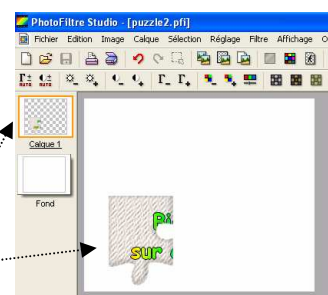 PhotoFiltre Studio - [puzzle2.pfi]
Fichier Edition Image Calque Sélection Réglage Filtre Affichage
Calque 1
Fond
sur